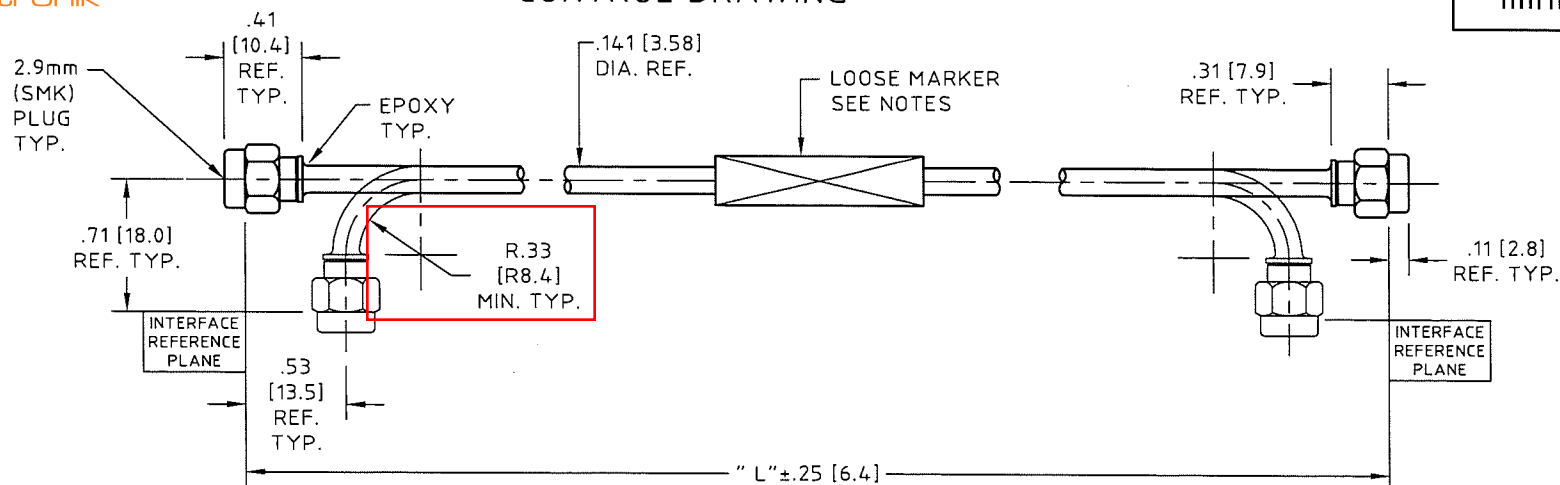 .41
[10.4]
REF.
TYP.
2.9mm
(SMK)
PLUG
TYP.
EPOXY
TYP.
.141 [3.58]
DIA. REF.
LOOSE MARKER
SEE NOTES
.31 [7.9]
REF. TYP.
.71 [18.0]
REF. TYP.
R.33
[R8.4]
MIN. TYP.
.11 [2.8]
REF. TYP.
INTERFACE
REFERENCE
PLANE
INTERFACE
REFERENCE
PLANE
.53
[13.5]
REF.
TYP.
" L"±.25 [6.4]